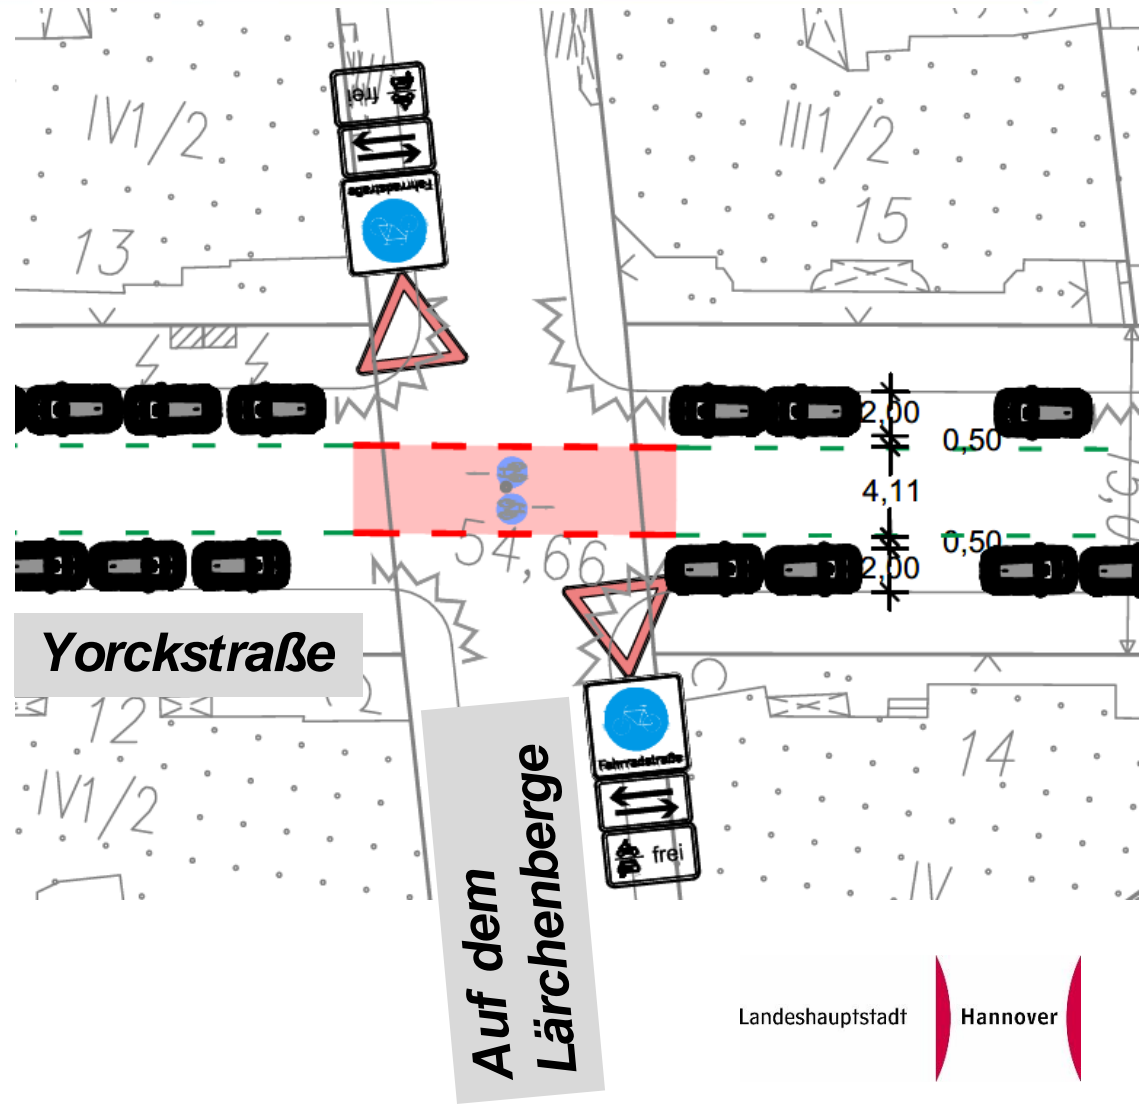 IV1/2
frei
Fahrradstraße
13
III1/2
15
2,00
0,50
4,11
0,50
2,00
54,66
Yorckstraße
12
IV1/2
Fahrradstraße
frei
14
IV
Auf dem
Lärchenberge
Landeshauptstadt Hannover